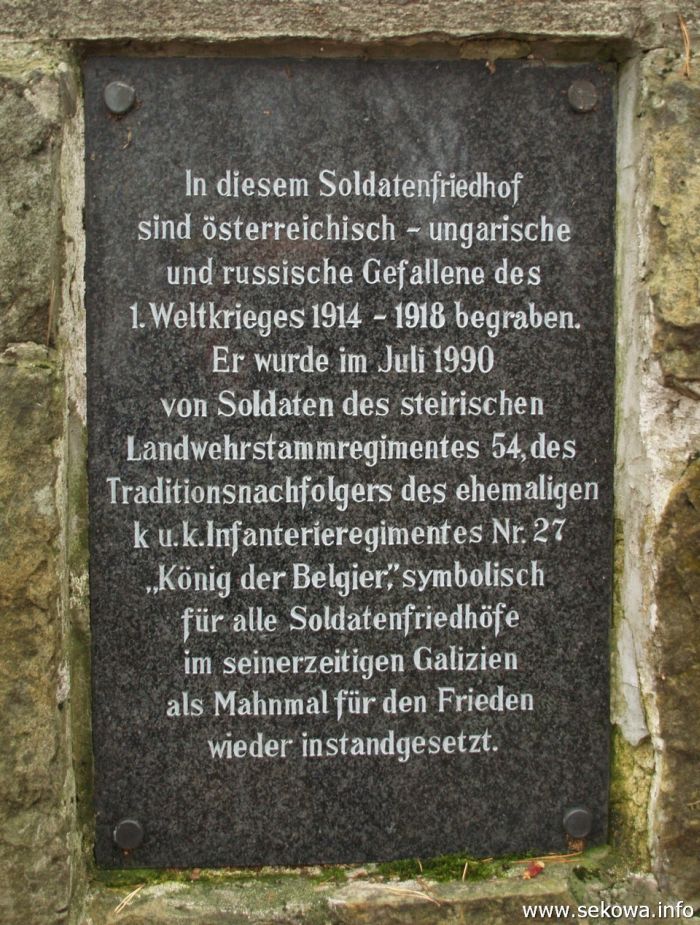 In diesem Soldatenfriedhof
sind österreichisch - ungarische
und russische Gefallene des
1. Weltkrieges 1914 - 1918 begraben.
Er wurde im Juli 1990
von Soldaten des steirischen
Landwehrstammregimentes 54, des
Traditionsnachfolgers des ehemaligen
k u. k. Infanterieregimentes Nr. 27
„König der Belgier,” symbolisch
für alle Soldatenfriedhöfe
im seinerzeitigen Galizien
als Mahnmal für den Frieden
wieder instandgesetzt.
www.sekowa.info